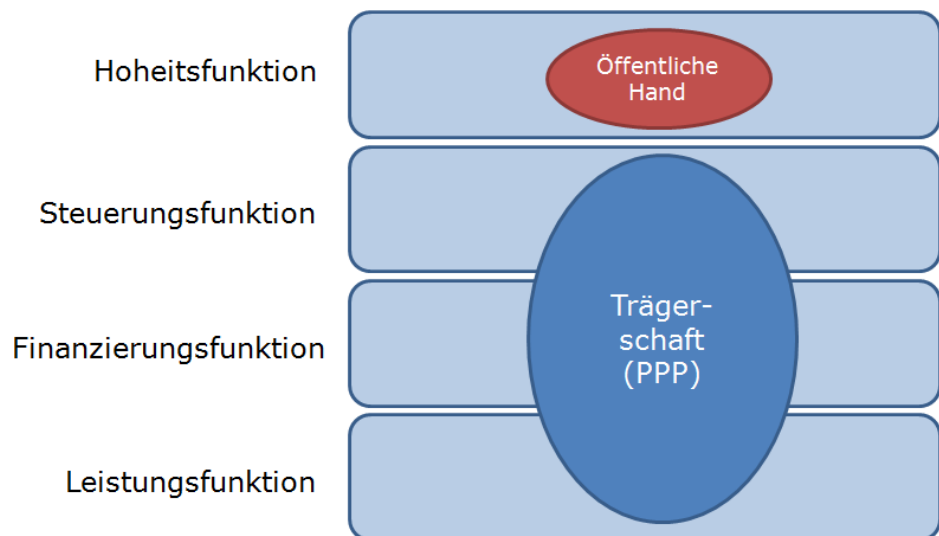 Hoheitsfunktion
Öffentliche
Hand
Steuerungsfunktion
Finanzierungsfunktion
Träger-
schaft
(PPP)
Leistungsfunktion